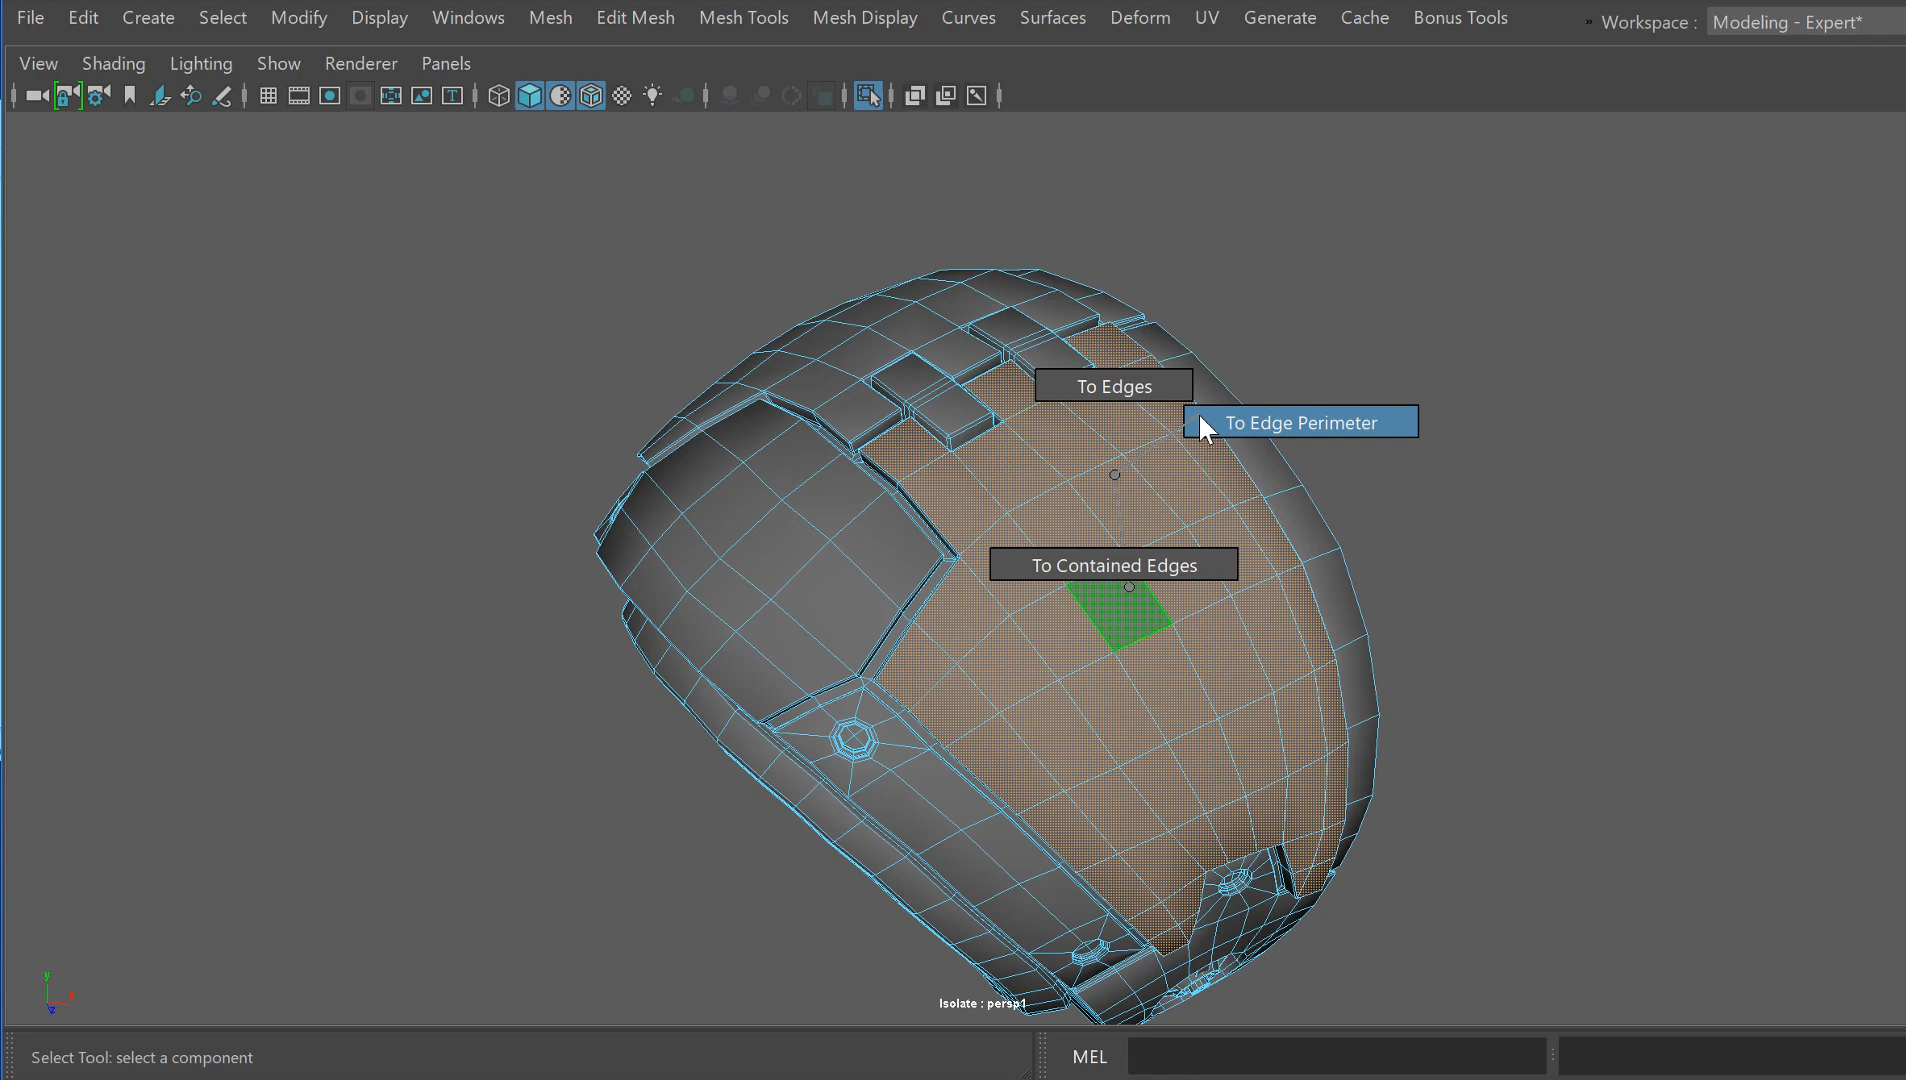 File Edit Create Select Modify Display Windows Mesh Edit Mesh Mesh Tools Mesh Display Curves Surfaces Deform UV Generate Cache Bonus Tools » Workspace : Modeling - Expert*
View Shading Lighting Show Renderer Panels
T
To Edges
To Edge Perimeter
To Contained Edges
y
x
z
Isolate : persp1
Select Tool: select a component
MEL